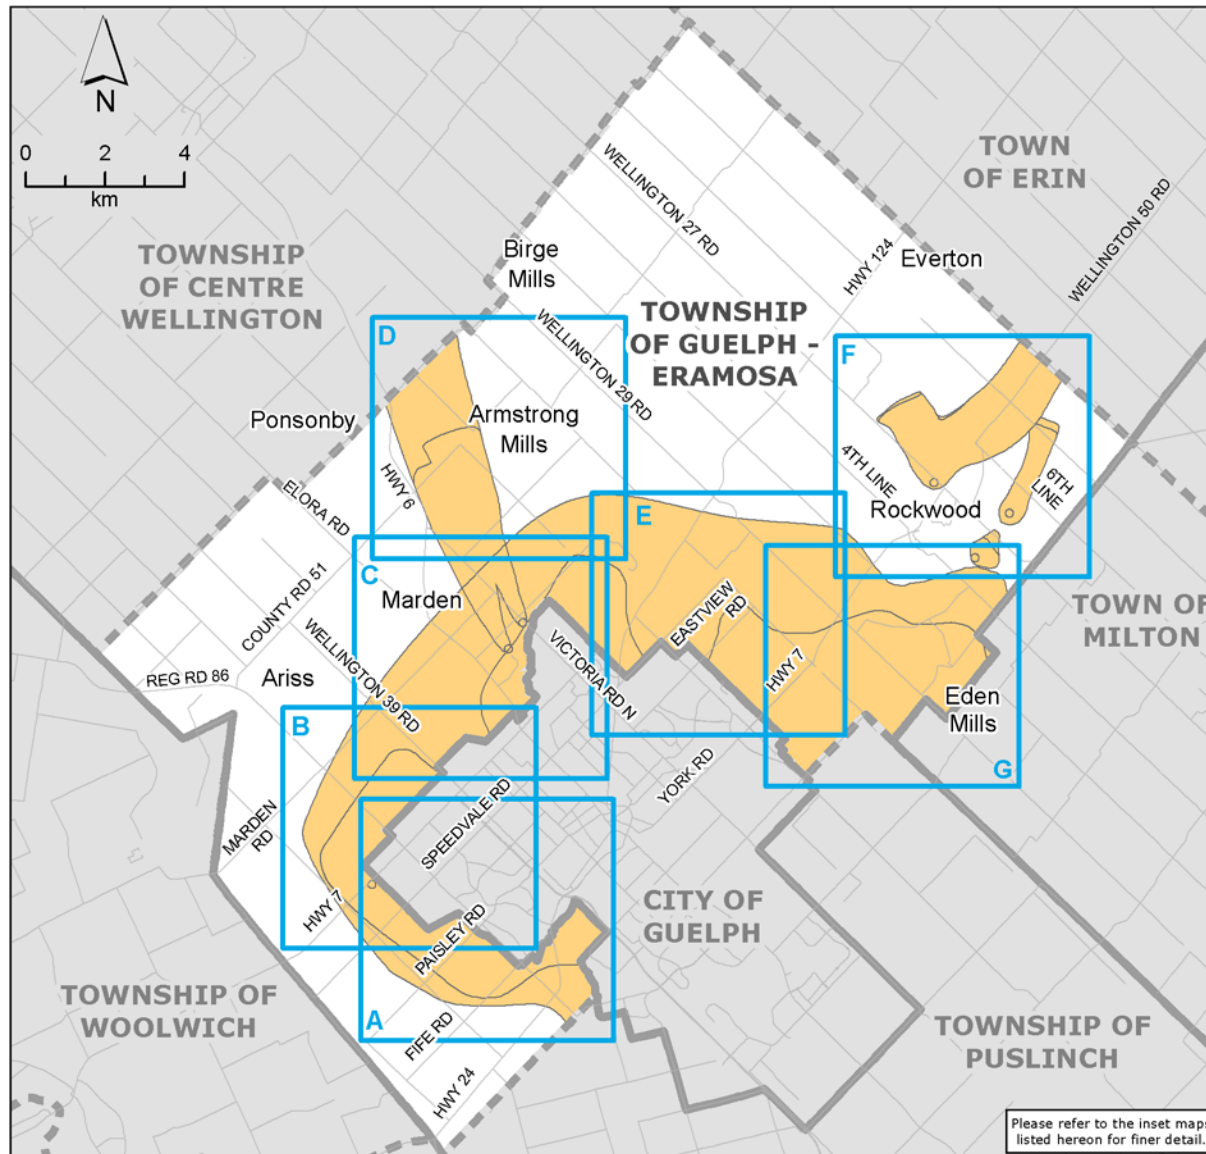 N
0 2 4
km
TOWN
OF ERIN
WELLINGTON 27 RD
WELLINGTON 50 RD
HWY 124
Everton
Birge
Mills
TOWNSHIP
OF CENTRE
WELLINGTON
TOWNSHIP
OF GUELPH -
ERAMOSA
WELLINGTON 29 RD
D
F
Ponsonby
Armstrong
Mills
HWY 6
4TH LINE
6TH
LINE
Rockwood
ELORA RD
E
C
Marden
COUNTY RD 51
EASTVIEW
RD
TOWN OF
MILTON
WELLINGTON 39 RD
VICTORIA RD N
HWY 7
REG RD 86
Ariss
Eden
Mills
B
G
YORK RD
MARDEN
RD
SPEEDVALE RD
HWY 7
PAISLEY RD
CITY OF
GUELPH
TOWNSHIP OF
WOOLWICH
A
FIFE RD
TOWNSHIP OF
PUSLINCH
HWY 24
Please refer to the inset maps
listed hereon for finer detail.